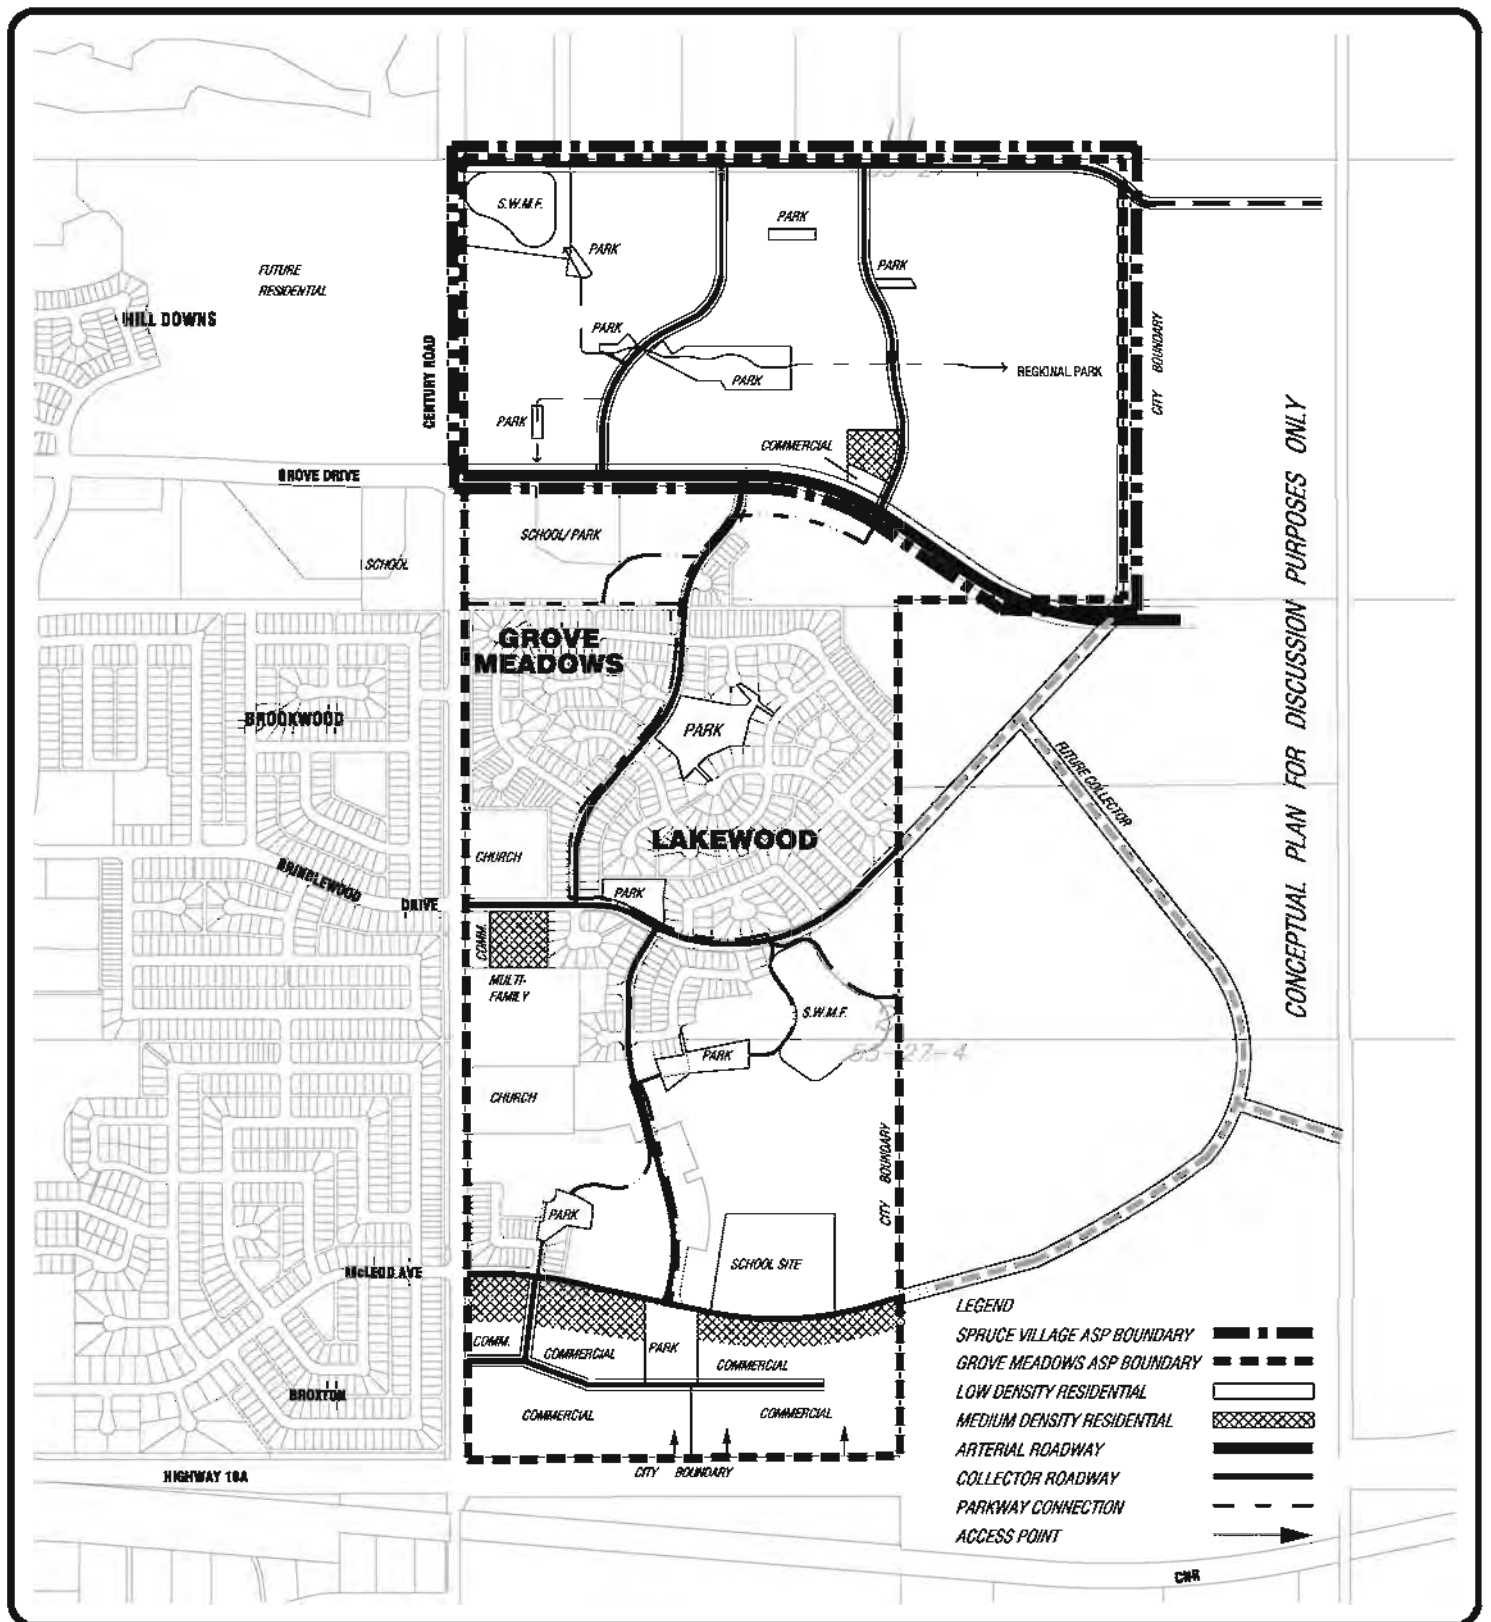 S.W.M.F.
PARK
PARK
PARK
FUTURE
RESIDENTIAL
HILL DOWNS
CENTURY ROAD
PARK
PARK
REGIONAL PARK
CITY BOUNDARY
PARK
COMMERCIAL
GROVE DRIVE
SCHOOL/PARK
SCHOOL
CONCEPTUAL PLAN FOR DISCUSSION PURPOSES ONLY
GROVE
MEADOWS
BROOKWOOD
PARK
FUTURE COLLECTOR
LAKEWOOD
CHURCH
BRINDLEWOOD
DRIVE
PARK
COMM.
MULTI-
FAMILY
S.W.M.F.
PARK
53-27-4
CHURCH
CITY BOUNDARY
PARK
SCHOOL SITE
McLEOD AVE
COMM.
COMMERCIAL
PARK
COMMERCIAL
BROXTON
COMMERCIAL
COMMERCIAL
CITY BOUNDARY
HIGHWAY 16A
LEGEND
SPRUCE VILLAGE ASP BOUNDARY
GROVE MEADOWS ASP BOUNDARY
LOW DENSITY RESIDENTIAL
MEDIUM DENSITY RESIDENTIAL
ARTERIAL ROADWAY
COLLECTOR ROADWAY
PARKWAY CONNECTION
ACCESS POINT
CNR